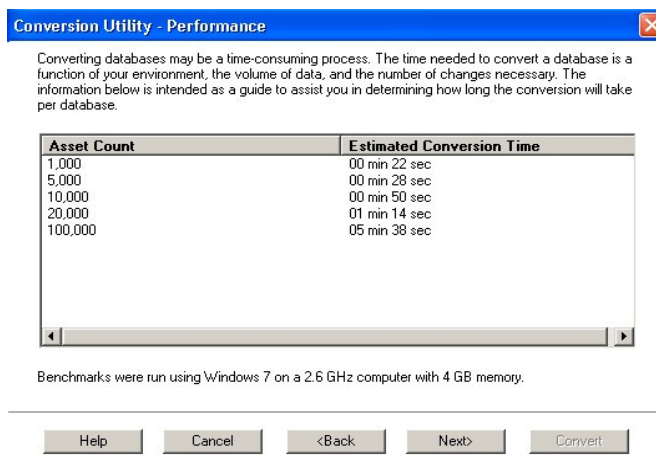 Conversion Utility - Performance
Converting databases may be a time-consuming process. The time needed to convert a database is a
function of your environment, the volume of data, and the number of changes necessary. The
information below is intended as a guide to assist you in determining how long the conversion will take
per database.
Asset Count Estimated Conversion Time
1,000 00 min 22 sec
5,000 00 min 28 sec
10,000 00 min 50 sec
20,000 01 min 14 sec
100,000 05 min 38 sec
Benchmarks were run using Windows 7 on a 2.6 GHz computer with 4 GB memory.
Help Cancel <Back Next> Convert